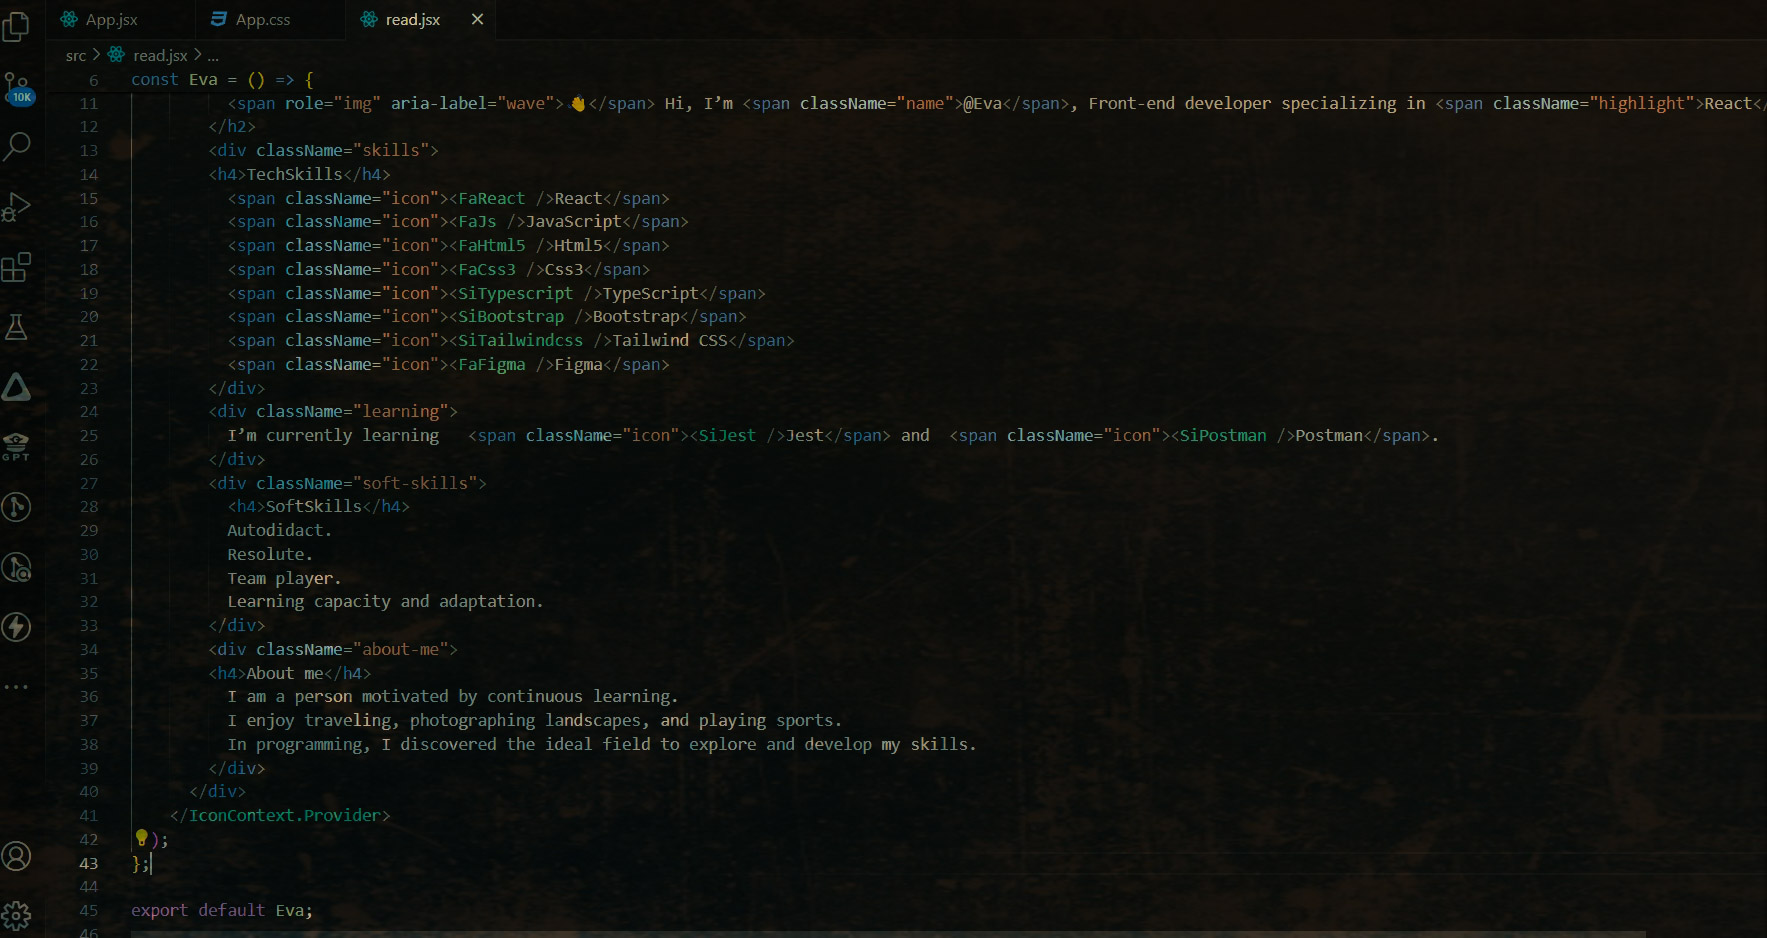 App.jsx App.css read.jsx
src > read.jsx > ...
6 const Eva = () => {
11 <span role="img" aria-label="wave">👋</span> Hi, I’m <span className="name">@Eva</span>, Front-end developer specializing in <span className="highlight">React</
12 </h2>
13 <div className="skills">
14 <h4>TechSkills</h4>
15 <span className="icon"><FaReact />React</span>
16 <span className="icon"><FaJs />JavaScript</span>
17 <span className="icon"><FaHtml5 />Html5</span>
18 <span className="icon"><FaCss3 />Css3</span>
19 <span className="icon"><SiTypescript />TypeScript</span>
20 <span className="icon"><SiBootstrap />Bootstrap</span>
21 <span className="icon"><SiTailwindcss />Tailwind CSS</span>
22 <span className="icon"><FaFigma />Figma</span>
23 </div>
24 <div className="learning">
25 I’m currently learning <span className="icon"><SiJest />Jest</span> and <span className="icon"><SiPostman />Postman</span>.
26 </div>
27 <div className="soft-skills">
28 <h4>SoftSkills</h4>
29 Autodidact.
30 Resolute.
31 Team player.
32 Learning capacity and adaptation.
33 </div>
34 <div className="about-me">
35 <h4>About me</h4>
36 I am a person motivated by continuous learning.
37 I enjoy traveling, photographing landscapes, and playing sports.
38 In programming, I discovered the ideal field to explore and develop my skills.
39 </div>
40 </div>
41 </IconContext.Provider>
42 );
43 };
44
45 export default Eva;
46
10K
GPT